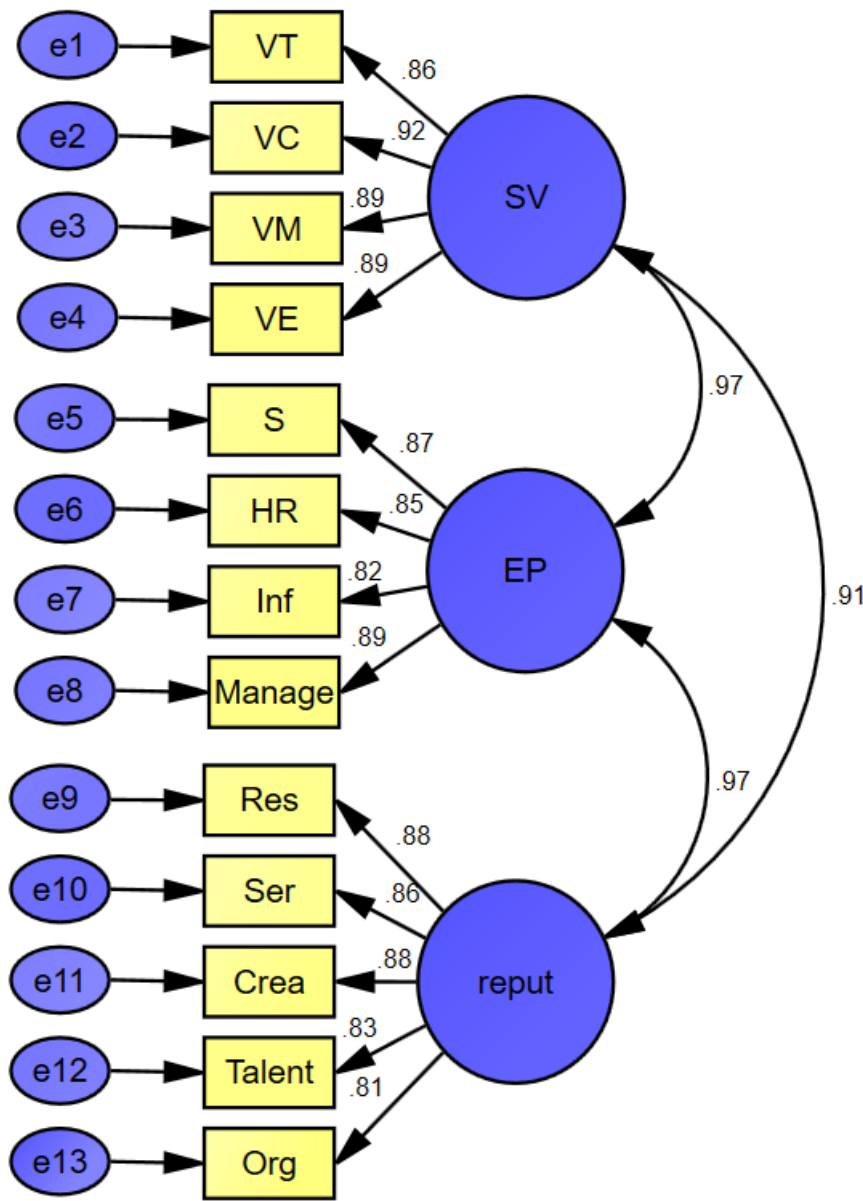 e1
VT
.86
e2
VC
.92
SV
e3
VM
.89
e4
VE
.89
.97
e5
S
.87
e6
HR
.85
EP
e7
Inf
.82
.91
e8
Manage
.89
.97
e9
Res
.88
e10
Ser
.86
e11
Crea
.88
reput
e12
Talent
.83
e13
Org
.81